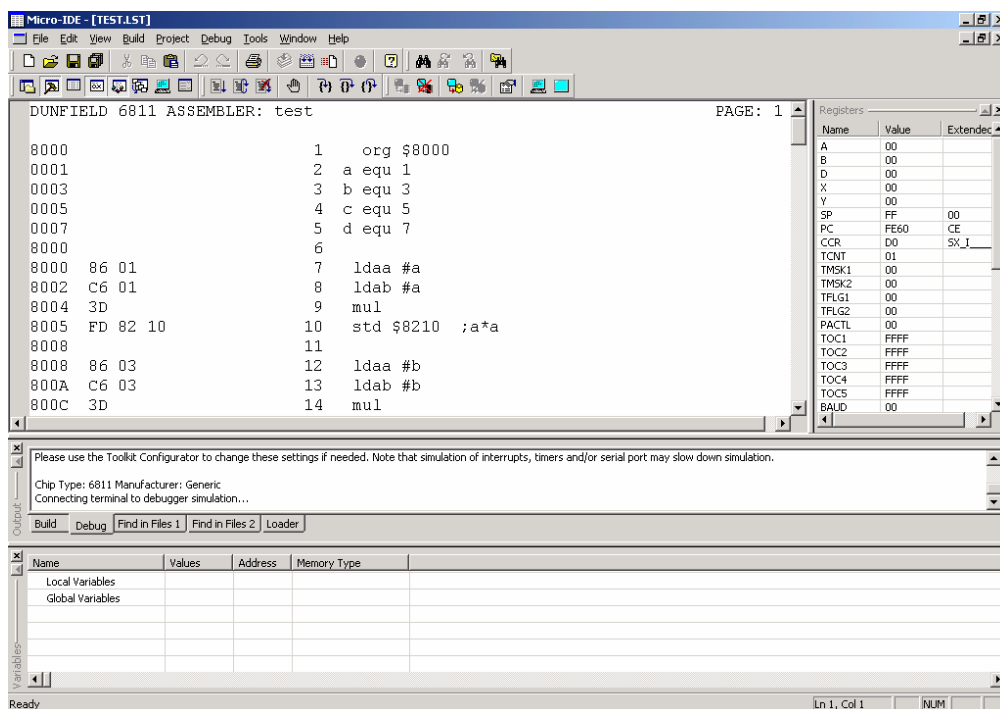 Micro-IDE - [TEST.LST]
File Edit View Build Project Debug Tools Window Help
DUNFIELD 6811 ASSEMBLER: test PAGE: 1
8000 1 org $8000
0001 2 a equ 1
0003 3 b equ 3
0005 4 c equ 5
0007 5 d equ 7
8000 6
8000 86 01 7 ldaa #a
8002 C6 01 8 ldab #a
8004 3D 9 mul
8005 FD 82 10 10 std $8210 ;a*a
8008 11
8008 86 03 12 ldaa #b
800A C6 03 13 ldab #b
800C 3D 14 mul
Registers
Name Value Extended
A 00
B 00
D 00
X 00
Y 00
SP FF 00
PC FE60 CE
CCR D0 SX_I____
TCNT 01
TMSK1 00
TMSK2 00
TFLG1 00
TFLG2 00
PACTL 00
TOC1 FFFF
TOC2 FFFF
TOC3 FFFF
TOC4 FFFF
TOC5 FFFF
BAUD 00
Output
Please use the Toolkit Configurator to change these settings if needed. Note that simulation of interrupts, timers and/or serial port may slow down simulation.
Chip Type: 6811 Manufacturer: Generic
Connecting terminal to debugger simulation...
Build Debug Find in Files 1 Find in Files 2 Loader
Variables
Name Values Address Memory Type
Local Variables
Global Variables
Ready Ln 1, Col 1 NUM